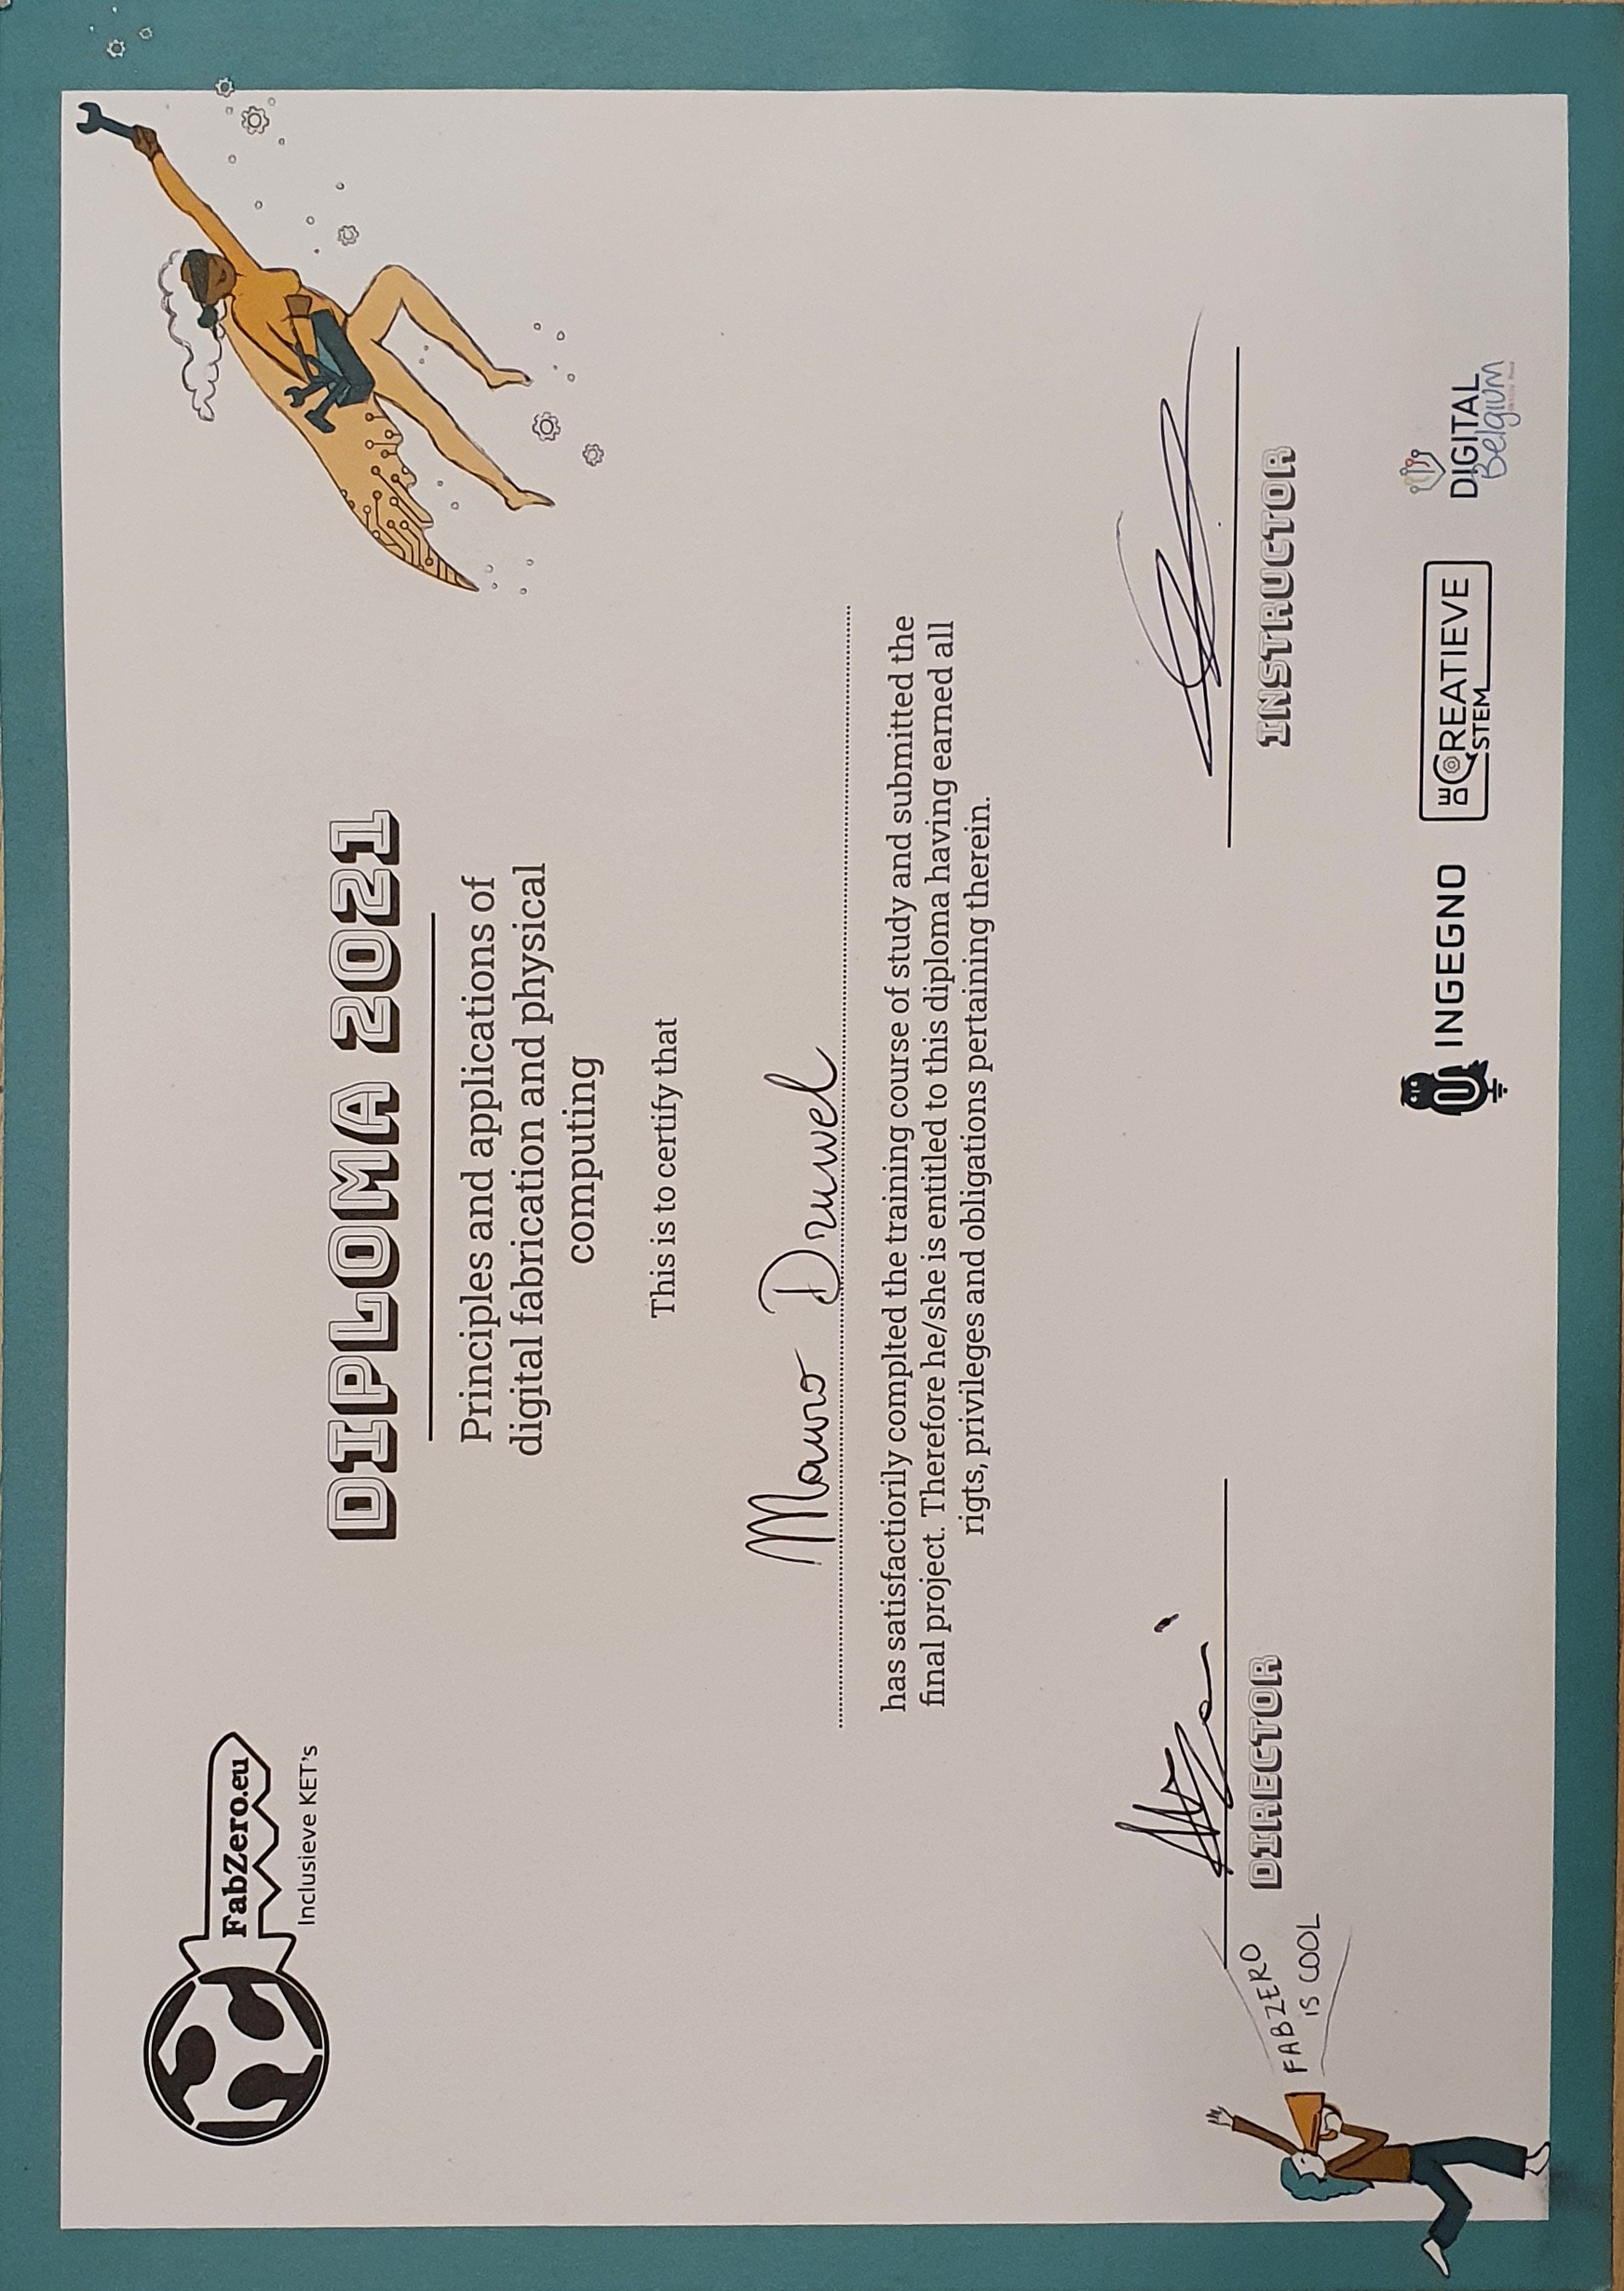 FabZero.eu
Inclusieve KET's
DIPLOMA 2021
Principles and applications of
digital fabrication and physical
computing
This is to certify that
Mauro Druwel
has satisfactiorily complted the training course of study and submitted the
final project. Therefore he/she is entitled to this diploma having earned all
rigts, privileges and obligations pertaining therein.
FABZERO
IS COOL
DIRECTOR
INSTRUCTOR
INGEGNO
DE CREATIEVE
STEM
DIGITAL
Belgium